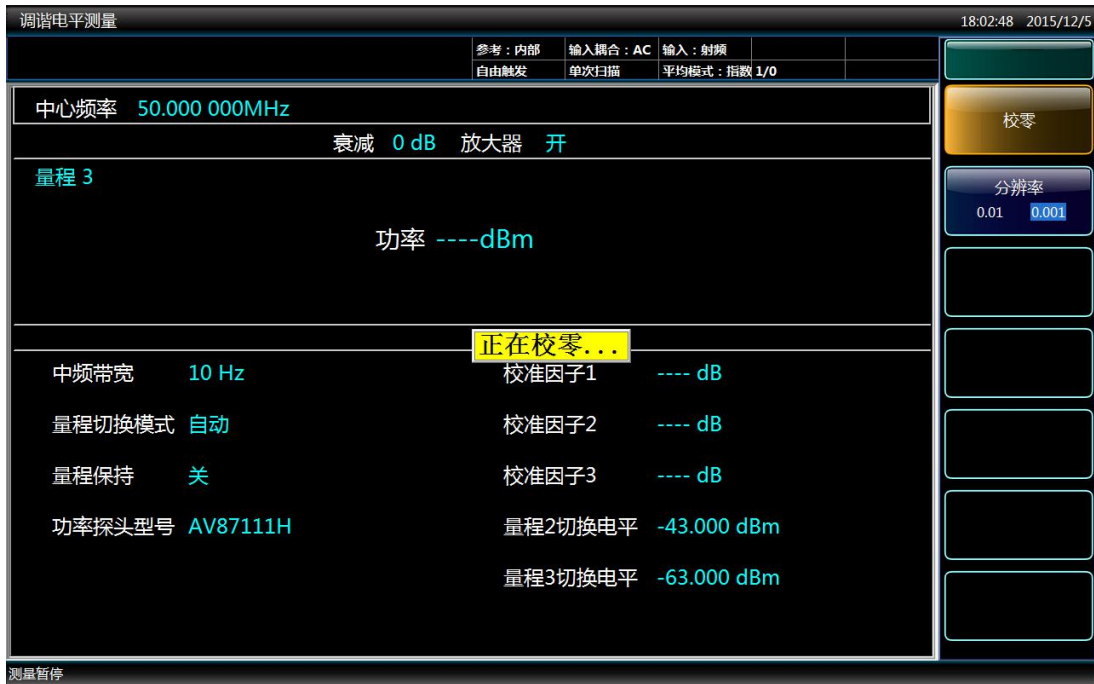 调谐电平测量 18:02:48 2015/12/5
参考：内部 输入耦合：AC 输入：射频
自由触发 单次扫描 平均模式：指数 1/0
中心频率 50.000 000MHz
校零
衰减 0 dB 放大器 开
量程 3
分辨率
0.01 0.001
功率 ----dBm
正在校零...
中频带宽 10 Hz 校准因子1 ---- dB
量程切换模式 自动 校准因子2 ---- dB
量程保持 关 校准因子3 ---- dB
功率探头型号 AV87111H 量程2切换电平 -43.000 dBm
量程3切换电平 -63.000 dBm
测量暂停